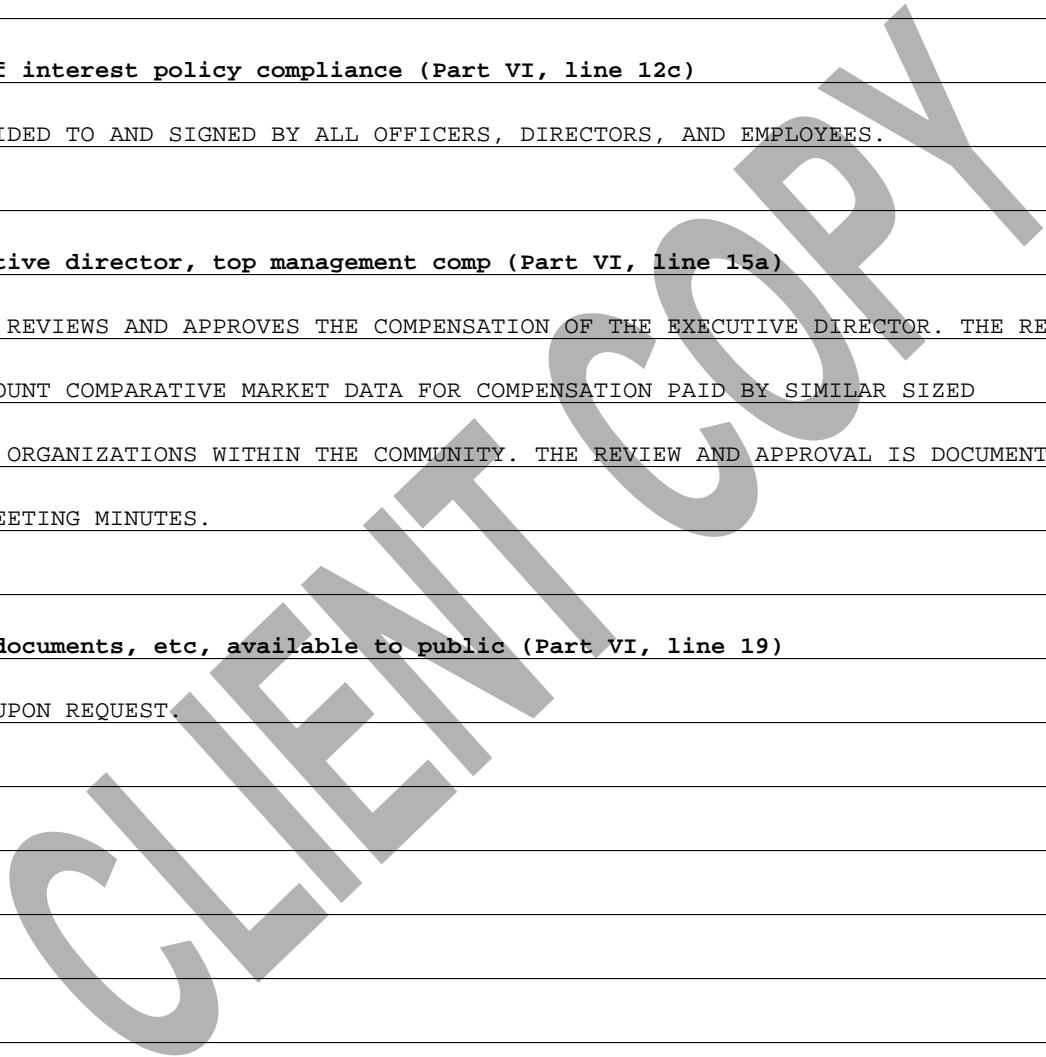 f interest policy compliance (Part VI, line 12c)
IDED TO AND SIGNED BY ALL OFFICERS, DIRECTORS, AND EMPLOYEES.
tive director, top management comp (Part VI, line 15a)
REVIEWS AND APPROVES THE COMPENSATION OF THE EXECUTIVE DIRECTOR. THE RE
OUNT COMPARATIVE MARKET DATA FOR COMPENSATION PAID BY SIMILAR SIZED
ORGANIZATIONS WITHIN THE COMMUNITY. THE REVIEW AND APPROVAL IS DOCUMENT
EETING MINUTES.
documents, etc, available to public (Part VI, line 19)
UPON REQUEST.
CLIENT COPY